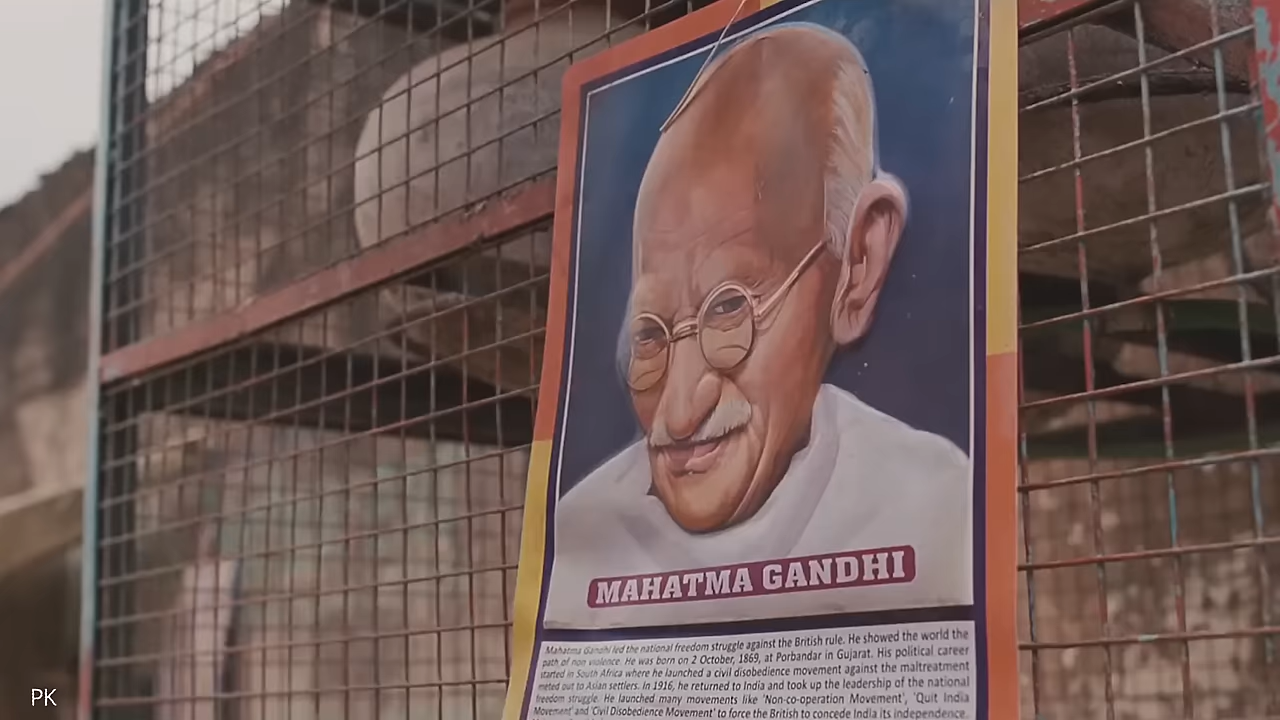 MAHATMA GANDHI
Mahatma Gandhi led the national freedom struggle against the British rule. He showed the world the
path of non violence. He was born on 2 October, 1869, at Porbandar in Gujarat. His political career
started in South Africa where he launched a civil disobedience movement against the maltreatment
meted out to Asian settlers. In 1916, he returned to India and took up the leadership of the national
freedom struggle. He launched many movements like 'Non-co-operation Movement', 'Quit India
Movement' and 'Civil Disobedience Movement' to force the British to concede India its independence.
PK